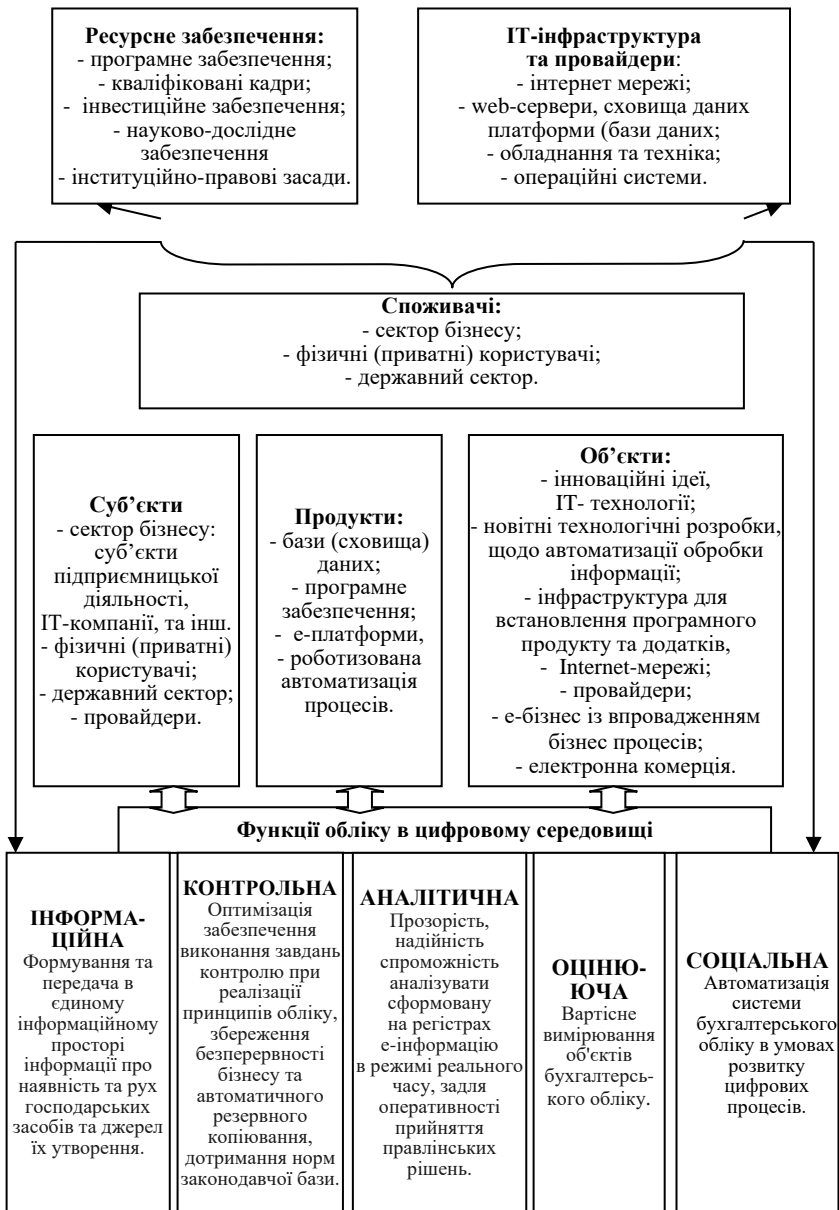 Ресурсне забезпечення:
- програмне забезпечення;
- кваліфіковані кадри;
- інвестиційне забезпечення;
- науково-дослідне
забезпечення
- інституційно-правові засади.
ІТ-інфраструктура
та провайдери:
- інтернет мережі;
- web-сервери, сховища даних
платформи (бази даних;
- обладнання та техніка;
- операційні системи.
Споживачі:
- сектор бізнесу;
- фізичні (приватні) користувачі;
- державний сектор.
Суб’єкти
- сектор бізнесу:
суб’єкти
підприємницької
діяльності,
ІТ-компанії, та інш.
- фізичні (приватні)
користувачі;
- державний сектор;
- провайдери.
Продукти:
- бази (сховища)
даних;
- програмне
забезпечення;
- е-платформи,
- роботизована
автоматізація
процесів.
Об’єкти:
- інноваційні ідеї,
ІТ- технології;
- новітні технологічні розробки,
щодо автоматизації обробки
інформації;
- інфраструктура для
встановлення програмного
продукту та додатків,
- Internet-мережі;
- провайдери;
- е-бізнес із впровадженням
бізнес процесів;
- електронна комерція.
Функції обліку в цифровому середовищі
ІНФОРМА-
ЦІЙНА
Формування та
передача в
єдиному
інформаційному
просторі
інформації про
наявність та рух
господарських
засобів та джерел
їх утворення.
КОНТРОЛЬНА
Оптимізація
забезпечення
виконання завдань
контролю при
реалізації
принципів обліку,
збереження
безперервності
бізнесу та
автоматичного
резервного
копіювання,
дотримання норм
законодавчої бази.
АНАЛІТИЧНА
Прозорість,
надійність
спроможність
аналізувати
сформовану
на регістрах
е-інформацію
в режимі реального
часу, задля
оперативності
прийняття
правлінських
рішень.
ОЦІНЮ-
ЮЧА
Вартісне
вимірювання
об'єктів
бухгалтерсь-
кого обліку.
СОЦІАЛЬНА
Автоматизація
системи
бухгалтерського
обліку в умовах
розвитку
цифрових
процесів.